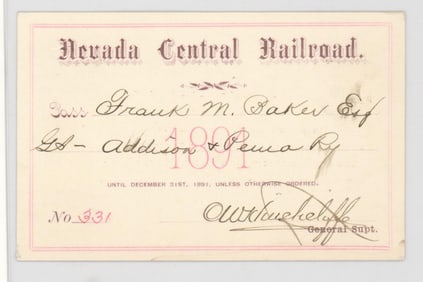 Nevada Central Railroad.
Pass Frank M. Baker Esq
1891
G A - Addison & Penna Ry
UNTIL DECEMBER 31ST, 1891, UNLESS OTHERWISE ORDERED.
No 331
General Supt.